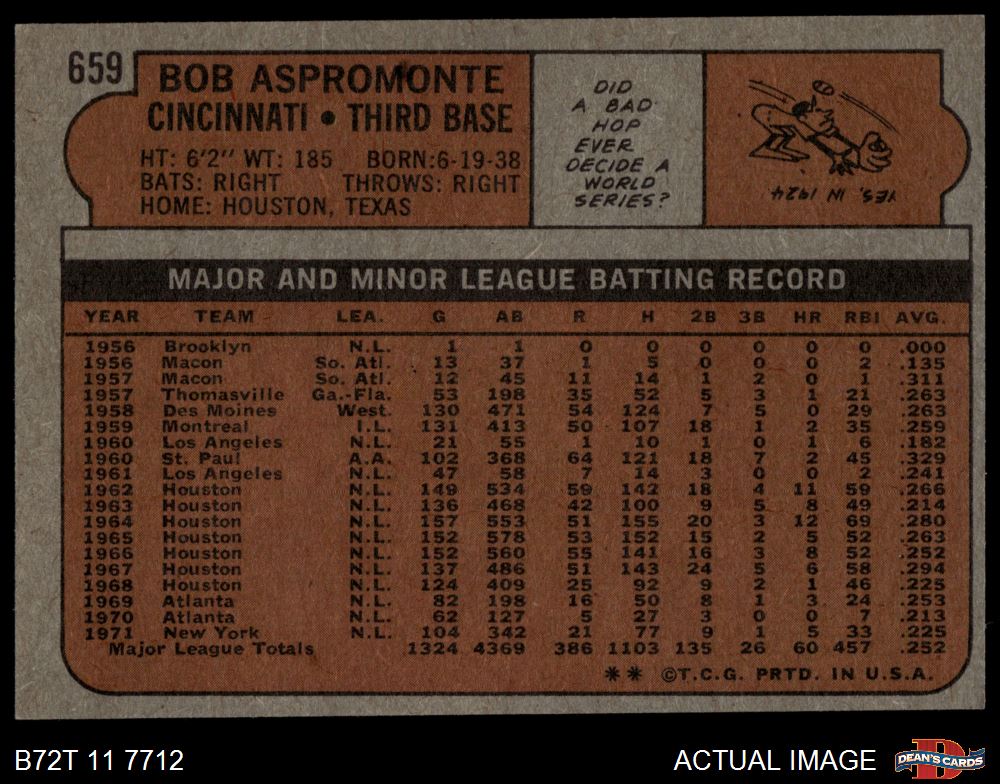 659
BOB ASPROMONTE
CINCINNATI • THIRD BASE
HT: 6'2" WT: 185 BORN:6-19-38
BATS: RIGHT THROWS: RIGHT
HOME: HOUSTON, TEXAS
DID
A BAD
HOP
EVER
DECIDE A
WORLD
SERIES?
YES, IN 1924
MAJOR AND MINOR LEAGUE BATTING RECORD
YEAR TEAM LEA. G AB R H 2B 3B HR RBI AVG.
1956 Brooklyn N.L. 1 1 0 0 0 0 0 0 .000
1956 Macon So. Atl. 13 37 1 5 0 0 0 2 .135
1957 Macon So. Atl. 12 45 11 14 1 2 0 1 .311
1957 Thomasville Ga.-Fla. 53 198 35 52 5 3 1 21 .263
1958 Des Moines West. 130 471 54 124 7 5 0 29 .263
1959 Montreal I.L. 131 413 50 107 18 1 2 35 .259
1960 Los Angeles N.L. 21 55 1 10 1 0 1 6 .182
1960 St. Paul A.A. 102 368 64 121 18 7 2 45 .329
1961 Los Angeles N.L. 47 58 7 14 3 0 0 2 .241
1962 Houston N.L. 149 534 59 142 18 4 11 59 .266
1963 Houston N.L. 136 468 42 100 9 5 8 49 .214
1964 Houston N.L. 157 553 51 155 20 3 12 69 .280
1965 Houston N.L. 152 578 53 152 15 2 5 52 .263
1966 Houston N.L. 152 560 55 141 16 3 8 52 .252
1967 Houston N.L. 137 486 51 143 24 5 6 58 .294
1968 Houston N.L. 124 409 25 92 9 2 1 46 .225
1969 Atlanta N.L. 82 198 16 50 8 1 3 24 .253
1970 Atlanta N.L. 62 127 5 27 3 0 0 7 .213
1971 New York N.L. 104 342 21 77 9 1 5 33 .225
Major League Totals 1324 4369 386 1103 135 26 60 457 .252
** ©T.C.G. PRTD. IN U.S.A.
B72T 11 7712
ACTUAL IMAGE
D
DEAN'S CARDS